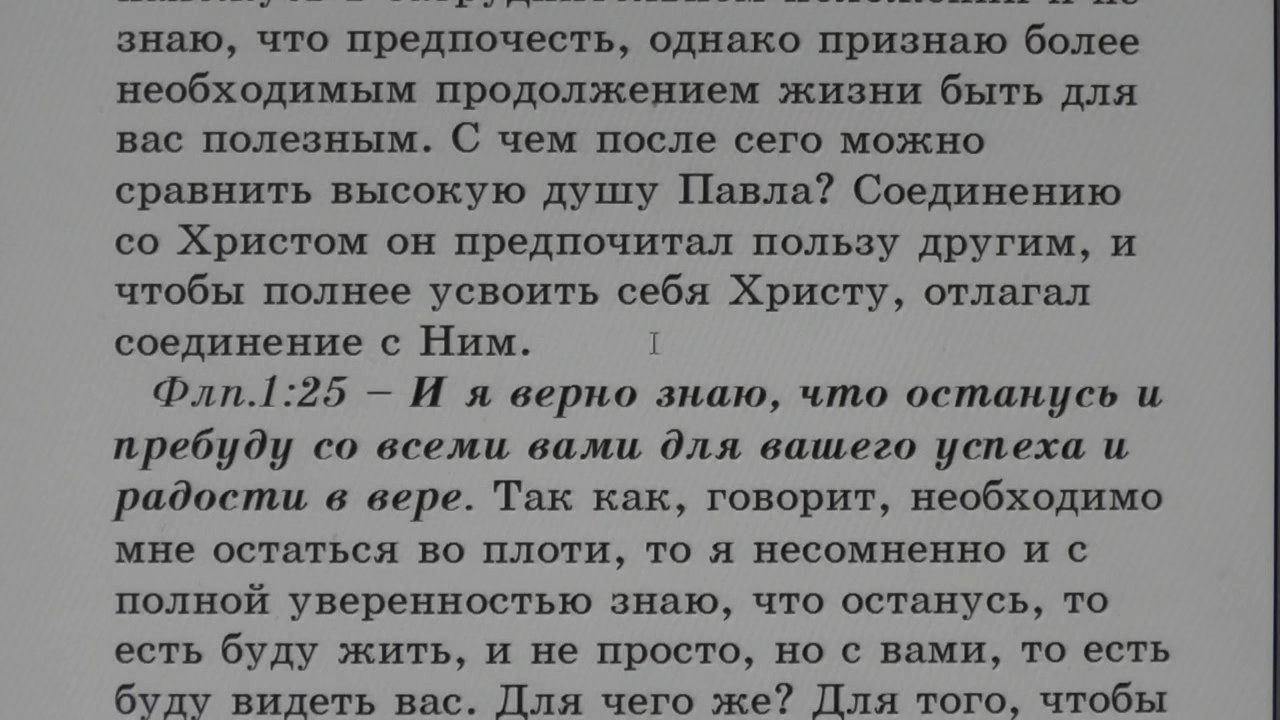 знаю, что предпочесть, однако признаю более
необходимым продолжением жизни быть для
вас полезным. С чем после сего можно
сравнить высокую душу Павла? Соединению
со Христом он предпочитал пользу другим, и
чтобы полнее усвоить себя Христу, отлагал
соединение с Ним.
Флп.1:25 – И я верно знаю, что останусь и
пребуду со всеми вами для вашего успеха и
радости в вере. Так как, говорит, необходимо
мне остаться во плоти, то я несомненно и с
полной уверенностью знаю, что останусь, то
есть буду жить, и не просто, но с вами, то есть
буду видеть вас. Для чего же? Для того, чтобы